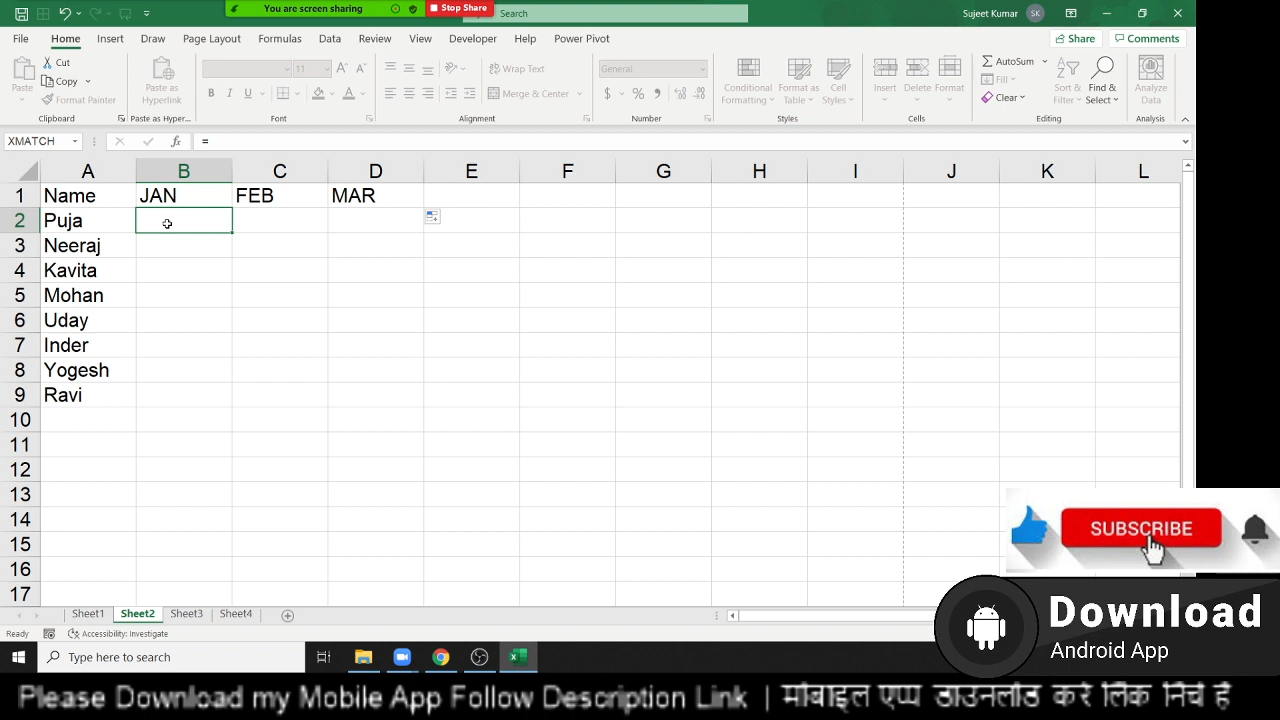 You are screen sharing
Stop Share
Search
Sujeet Kumar
SK
File Home Insert Draw Page Layout Formulas Data Review View Developer Help Power Pivot
Share
Comments
Paste
Cut
Copy
Format Painter
Clipboard
Paste as Hyperlink
Paste as Hyper...
11
B I U
Font
Wrap Text
Merge & Center
Alignment
General
$ % ,
Number
Conditional Formatting
Format as Table
Cell Styles
Styles
Insert Delete Format
Cells
AutoSum
Fill
Clear
Sort & Filter
Find & Select
Editing
Analyze Data
Analysis
XMATCH
fx
=
A B C D E F G H I J K L
1 Name JAN FEB MAR
2 Puja
3 Neeraj
4 Kavita
5 Mohan
6 Uday
7 Inder
8 Yogesh
9 Ravi
10
11
12
13
14
15
16
17
SUBSCRIBE
Sheet1 Sheet2 Sheet3 Sheet4
Download
Android App
Ready
Accessibility: Investigate
Type here to search
Please Download my Mobile App Follow Description Link | मोबाइल एप्प डाउनलोड करे लिंक निचे है